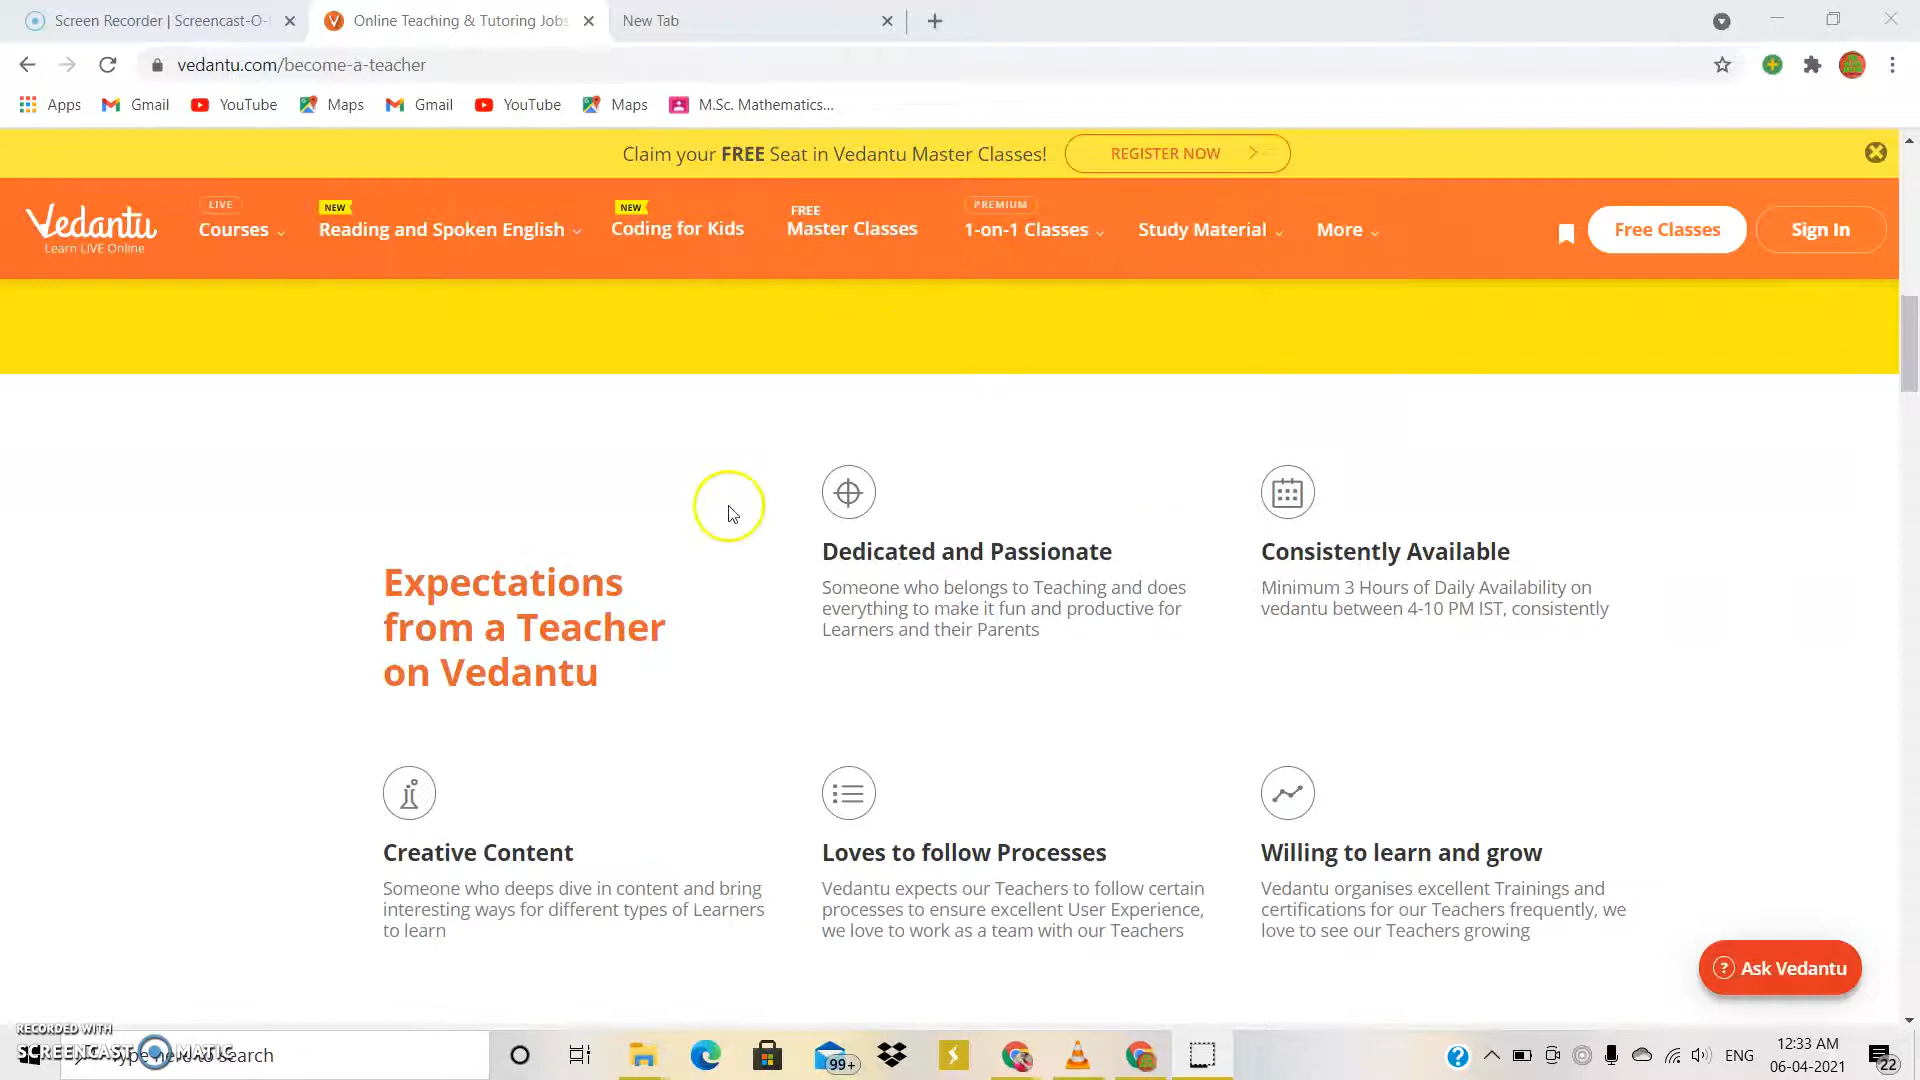 Screen Recorder | Screencast-O-
Online Teaching & Tutoring Jobs
New Tab
vedantu.com/become-a-teacher
Apps
Gmail
YouTube
Maps
Gmail
YouTube
Maps
M.Sc. Mathematics...
Claim your FREE Seat in Vedantu Master Classes!
REGISTER NOW
Vedantu
Learn LIVE Online
LIVE
Courses
NEW
Reading and Spoken English
NEW
Coding for Kids
FREE
Master Classes
PREMIUM
1-on-1 Classes
Study Material
More
Free Classes
Sign In
Expectations
from a Teacher
on Vedantu
Dedicated and Passionate
Someone who belongs to Teaching and does
everything to make it fun and productive for
Learners and their Parents
Consistently Available
Minimum 3 Hours of Daily Availability on
vedantu between 4-10 PM IST, consistently
Creative Content
Someone who deeps dive in content and bring
interesting ways for different types of Learners
to learn
Loves to follow Processes
Vedantu expects our Teachers to follow certain
processes to ensure excellent User Experience,
we love to work as a team with our Teachers
Willing to learn and grow
Vedantu organises excellent Trainings and
certifications for our Teachers frequently, we
love to see our Teachers growing
? Ask Vedantu
RECORDED WITH
SCREENCAST MATIC
Type here to search
99+
ENG
12:33 AM
06-04-2021
22